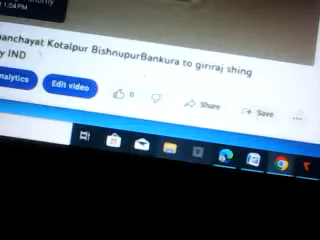 1:04 PM
panchayat Kotalpur BishnupurBankura to giriraj shing
y IND
nalytics Edit video 0 Share Save ...